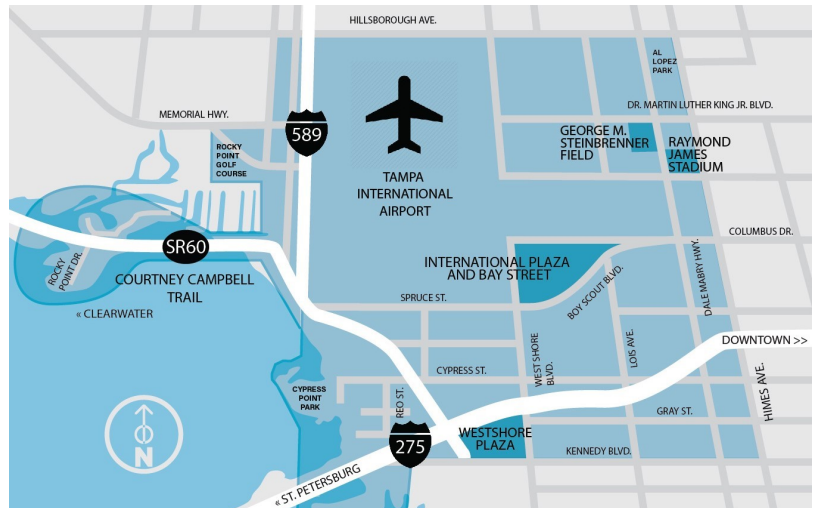 HILLSBOROUGH AVE.
AL
LOPEZ
PARK
MEMORIAL HWY.
DR. MARTIN LUTHER KING JR. BLVD.
589
GEORGE M.
STEINBRENNER
FIELD
RAYMOND
JAMES
STADIUM
ROCKY
POINT
GOLF
COURSE
TAMPA
INTERNATIONAL
AIRPORT
COLUMBUS DR.
SR60
ROCKY
POINT DR.
INTERNATIONAL PLAZA
AND BAY STREET
DALE MABRY HWY.
COURTNEY CAMPBELL
TRAIL
BOY SCOUT BLVD.
SPRUCE ST.
« CLEARWATER
DOWNTOWN >>
WEST SHORE
BLVD.
LOIS AVE.
CYPRESS ST.
HIMES AVE.
CYPRESS
POINT
PARK
REO ST.
GRAY ST.
N
WESTSHORE
PLAZA
275
KENNEDY BLVD.
« ST. PETERSBURG